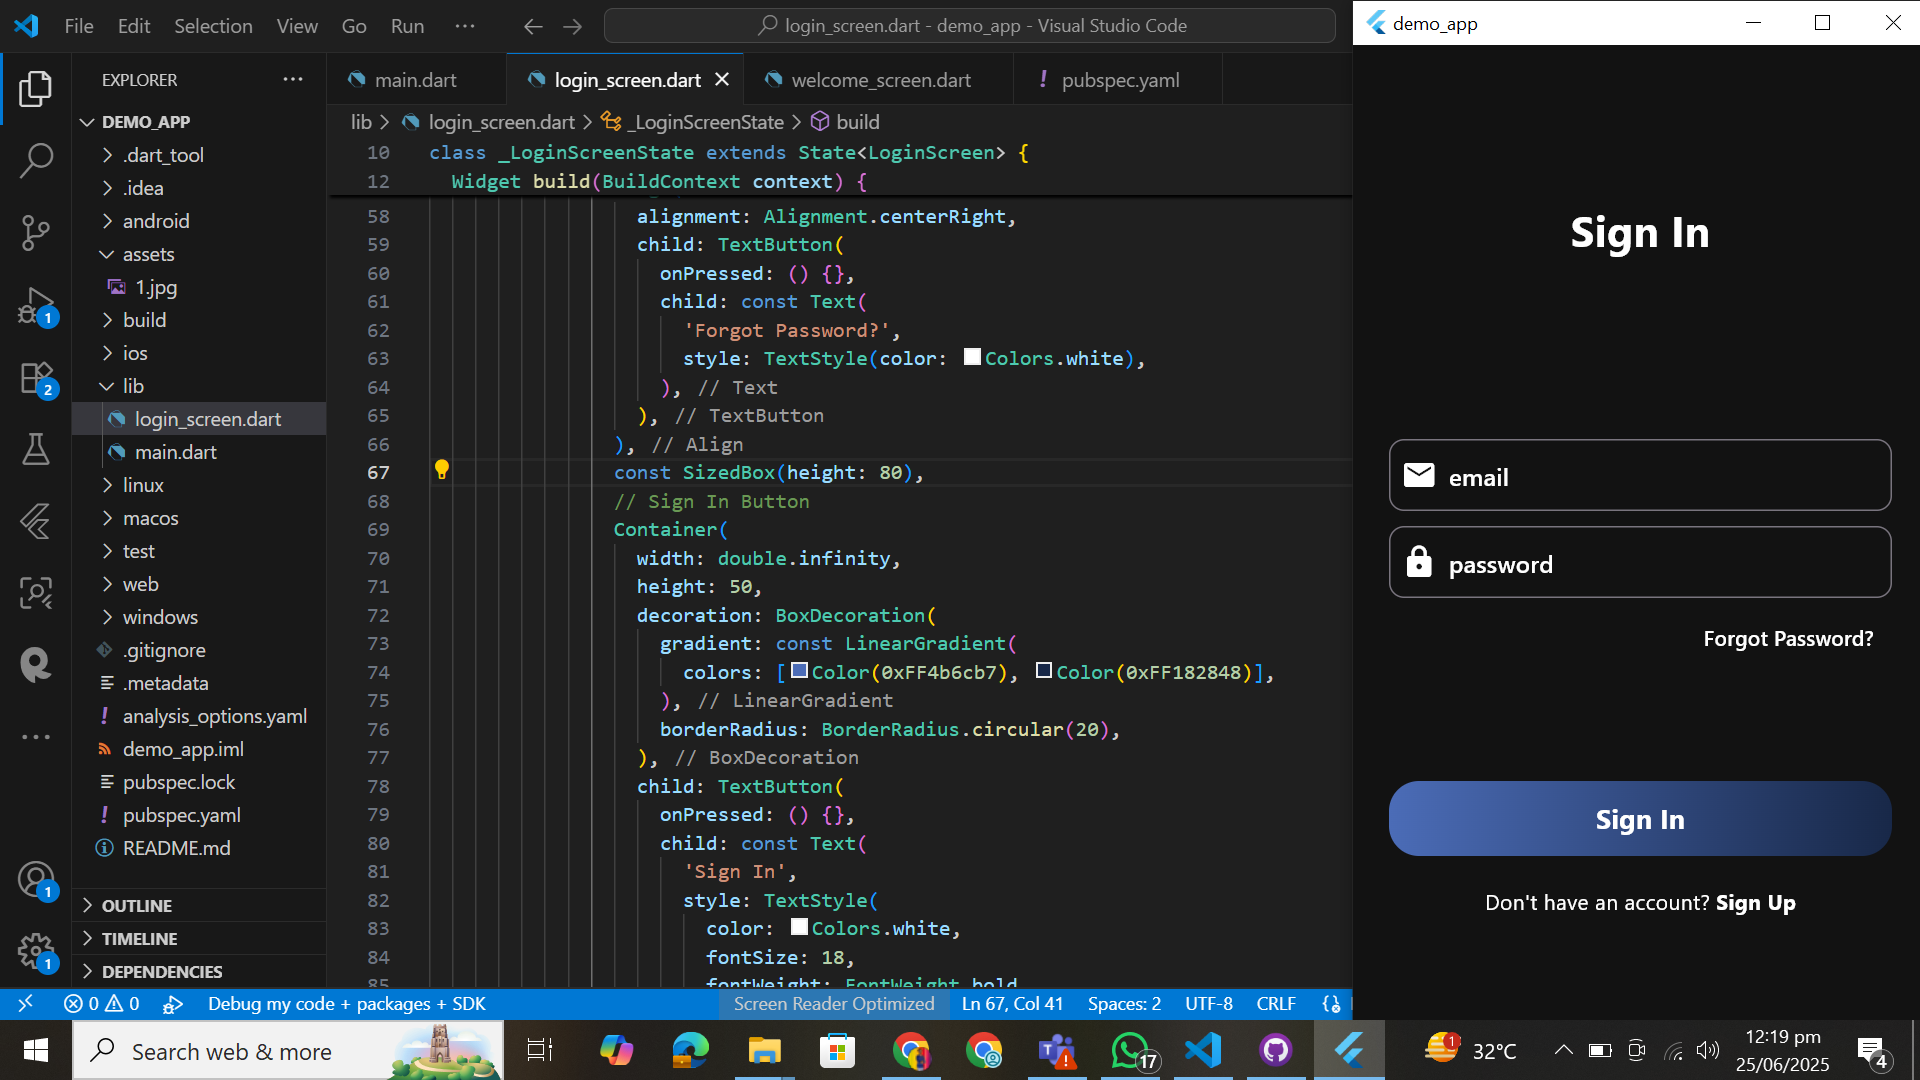 File Edit Selection View Go Run ···
login_screen.dart - demo_app - Visual Studio Code
EXPLORER
DEMO_APP
.dart_tool
.idea
android
assets
1.jpg
build
ios
lib
login_screen.dart
main.dart
linux
macos
test
web
windows
.gitignore
.metadata
analysis_options.yaml
demo_app.iml
pubspec.lock
pubspec.yaml
README.md
OUTLINE
TIMELINE
DEPENDENCIES
1
2
1
1
main.dart login_screen.dart welcome_screen.dart pubspec.yaml
lib > login_screen.dart > _LoginScreenState > build
10 class _LoginScreenState extends State<LoginScreen> {
12 Widget build(BuildContext context) {
58 alignment: Alignment.centerRight,
59 child: TextButton(
60 onPressed: () {},
61 child: const Text(
62 'Forgot Password?',
63 style: TextStyle(color: Colors.white),
64 ), // Text
65 ), // TextButton
66 ), // Align
67 const SizedBox(height: 80),
68 // Sign In Button
69 Container(
70 width: double.infinity,
71 height: 50,
72 decoration: BoxDecoration(
73 gradient: const LinearGradient(
74 colors: [Color(0xFF4b6cb7), Color(0xFF182848)],
75 ), // LinearGradient
76 borderRadius: BorderRadius.circular(20),
77 ), // BoxDecoration
78 child: TextButton(
79 onPressed: () {},
80 child: const Text(
81 'Sign In',
82 style: TextStyle(
83 color: Colors.white,
84 fontSize: 18,
85 fontWeight: FontWeight.bold
0 0 Debug my code + packages + SDK Screen Reader Optimized Ln 67, Col 41 Spaces: 2 UTF-8 CRLF
demo_app
Sign In
email
password
Forgot Password?
Sign In
Don't have an account? Sign Up
Search web & more
17
1
32°C
12:19 pm
25/06/2025
4